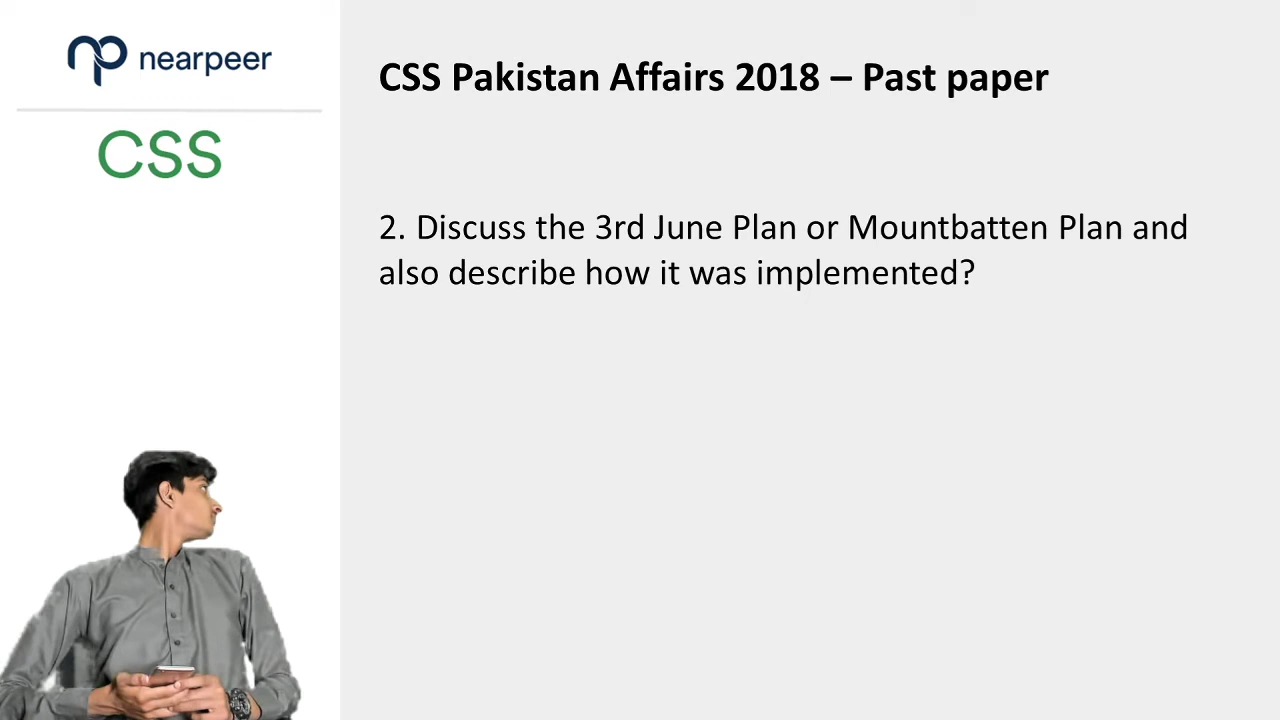 nearpeer
CSS
CSS Pakistan Affairs 2018 – Past paper
2. Discuss the 3rd June Plan or Mountbatten Plan and
also describe how it was implemented?